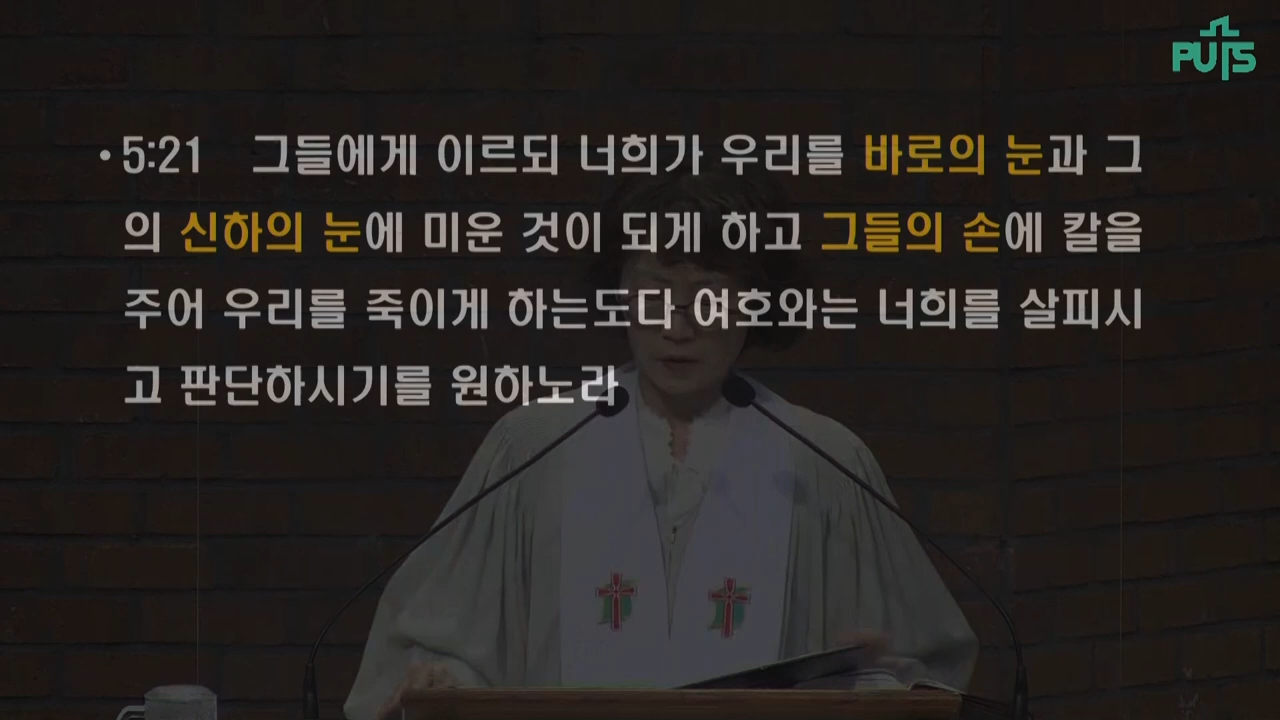 PUTS
• 5:21 그들에게 이르되 너희가 우리를 바로의 눈과 그
의 신하의 눈에 미운 것이 되게 하고 그들의 손에 칼을
주어 우리를 죽이게 하는도다 여호와는 너희를 살피시
고 판단하시기를 원하노라